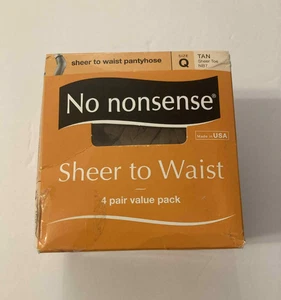 sheer to waist pantyhose
SIZE
Q
TAN
Sheer Toe
No nonsense®
Made in USA
Sheer to Waist
4 pair value pack